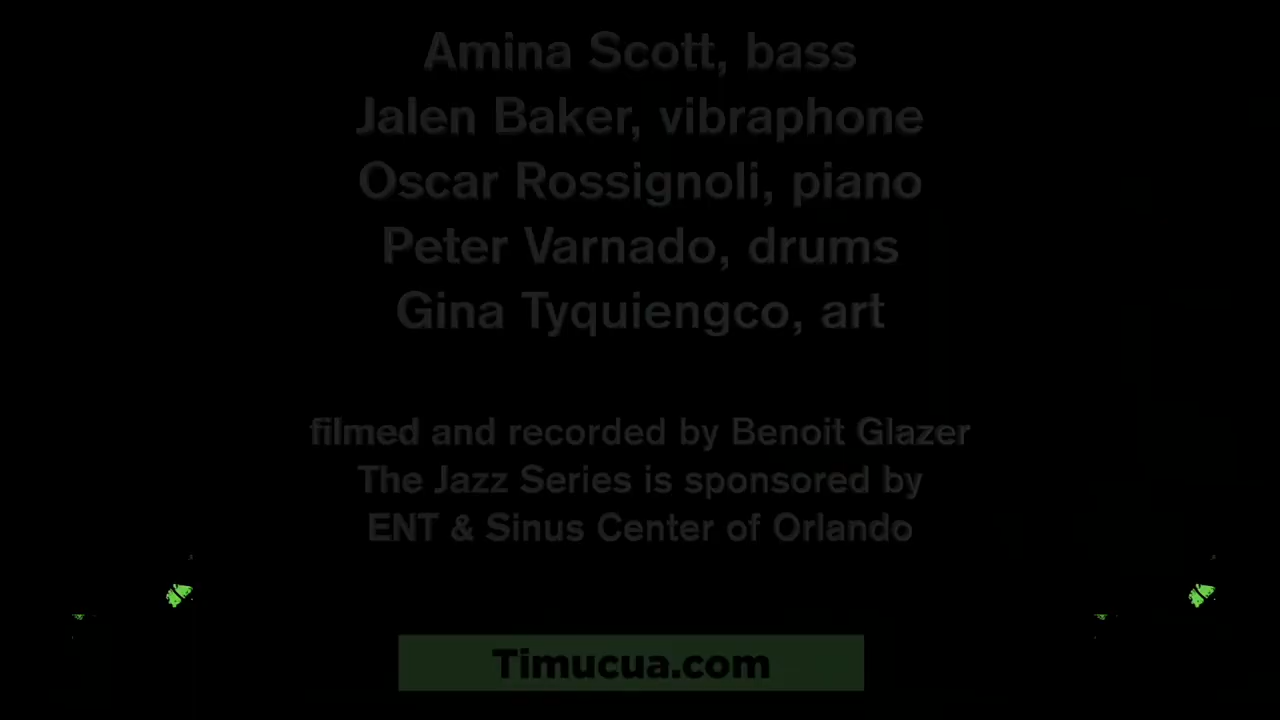 Amina Scott, bass
Jalen Baker, vibraphone
Oscar Rossignoli, piano
Peter Varnado, drums
Gina Tyquiengco, art
filmed and recorded by Benoit Glazer
The Jazz Series is sponsored by
ENT & Sinus Center of Orlando
Timucua.com